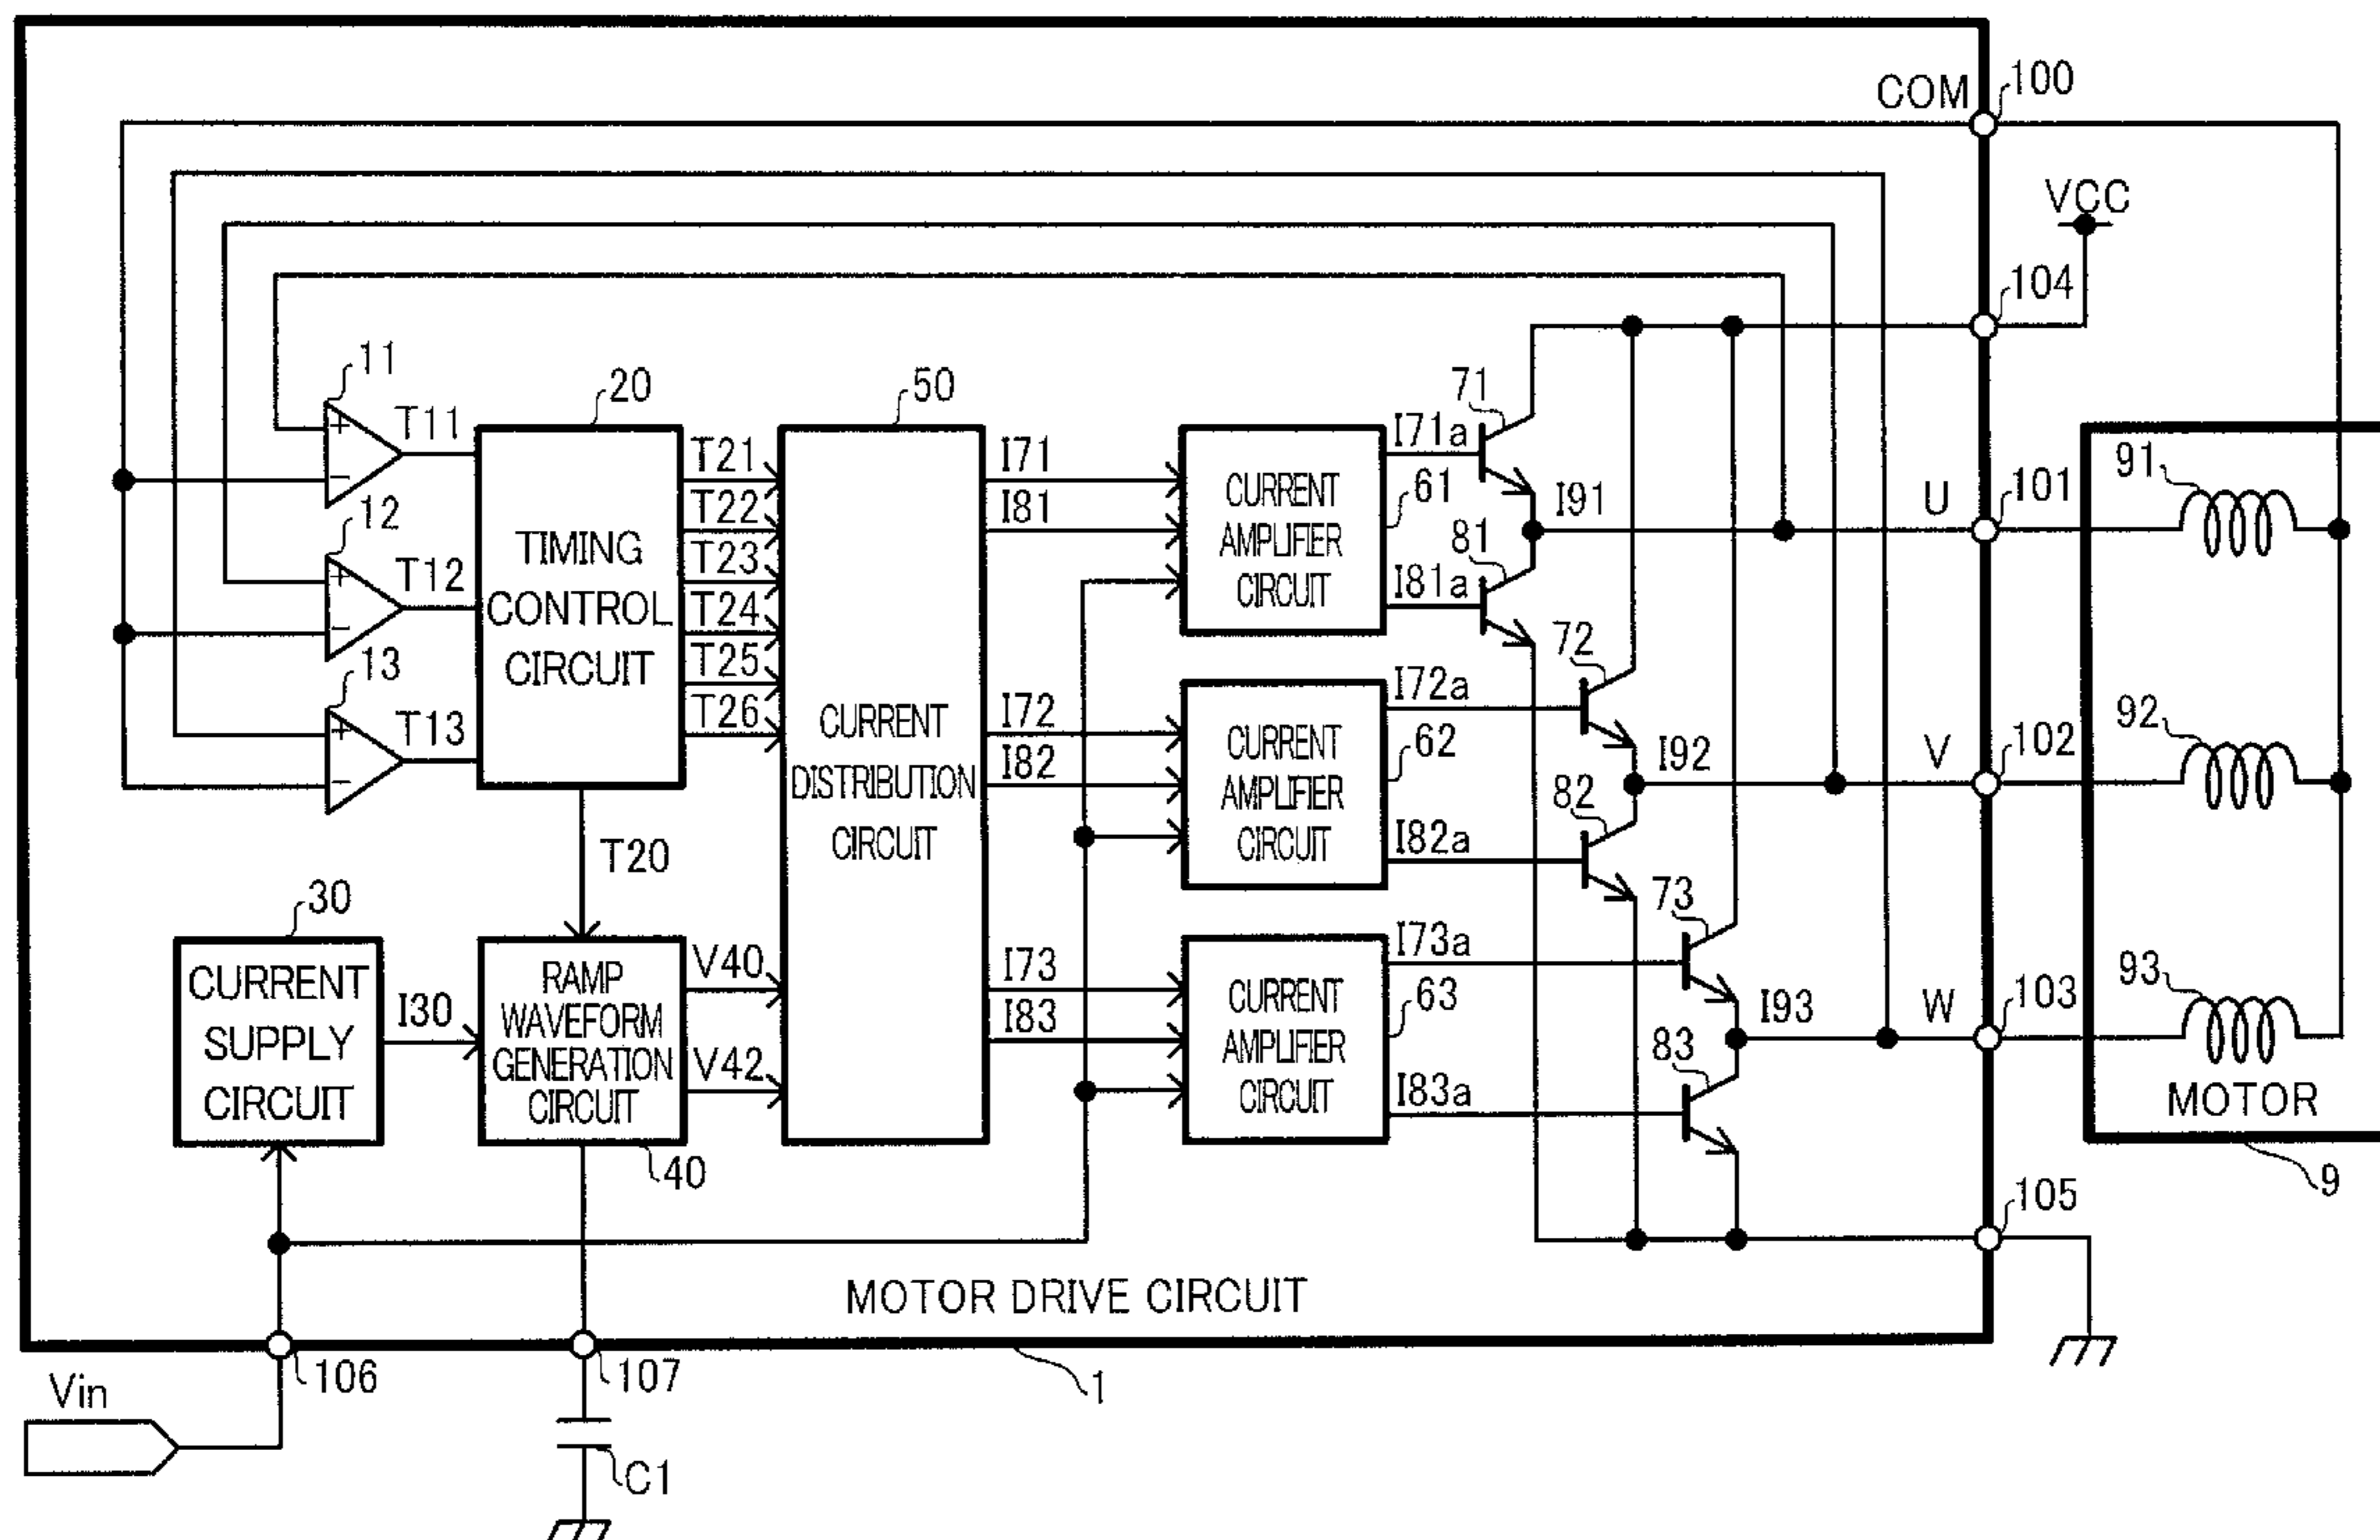 COM
100
VCC
104
11
20
50
71
T11
T21
I71
I71a
91
+
−
T22
I81
CURRENT
AMPLIFIER
CIRCUIT
61
I91
U
101
12
TIMING
CONTROL
CIRCUIT
T23
81
T12
T24
I81a
+
−
T25
72
13
T26
CURRENT
DISTRIBUTION
CIRCUIT
I72
I72a
92
T13
I82
CURRENT
AMPLIFIER
CIRCUIT
62
I92
V
102
+
−
82
T20
I82a
30
73
CURRENT
SUPPLY
CIRCUIT
I30
RAMP
WAVEFORM
GENERATION
CIRCUIT
V40
I73
I73a
93
V42
I83
CURRENT
AMPLIFIER
CIRCUIT
63
I93
W
103
83
I83a
MOTOR
40
9
105
MOTOR DRIVE CIRCUIT
106
107
1
Vin
C1